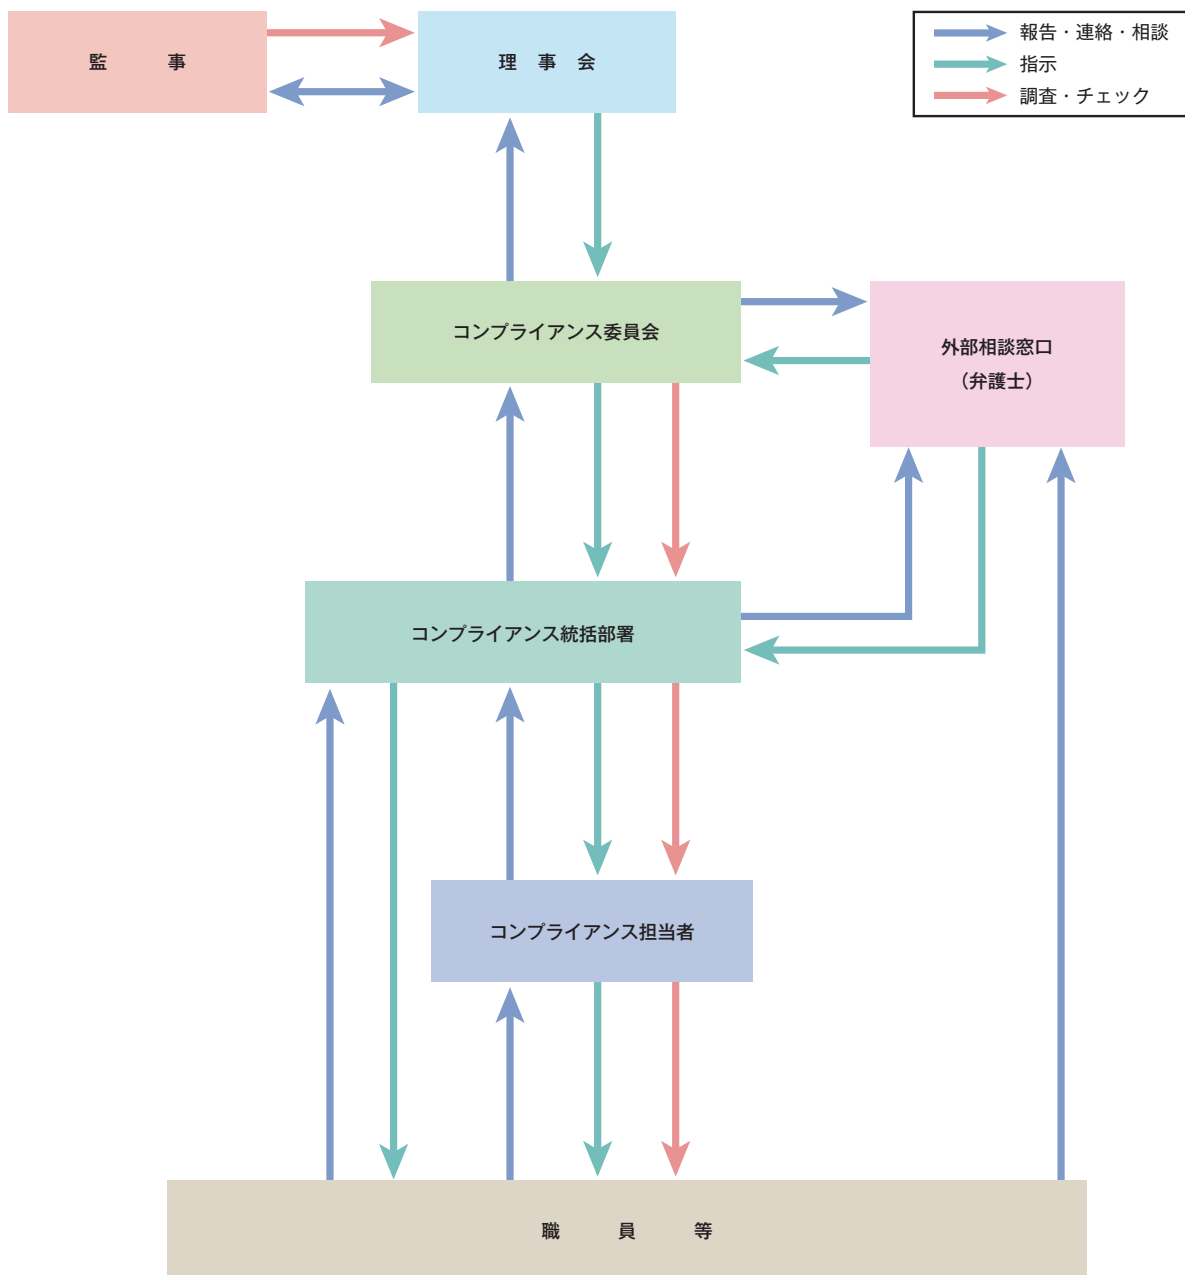 監事
理事会
報告・連絡・相談
指示
調査・チェック
コンプライアンス委員会
外部相談窓口
（弁護士）
コンプライアンス統括部署
コンプライアンス担当者
職員等